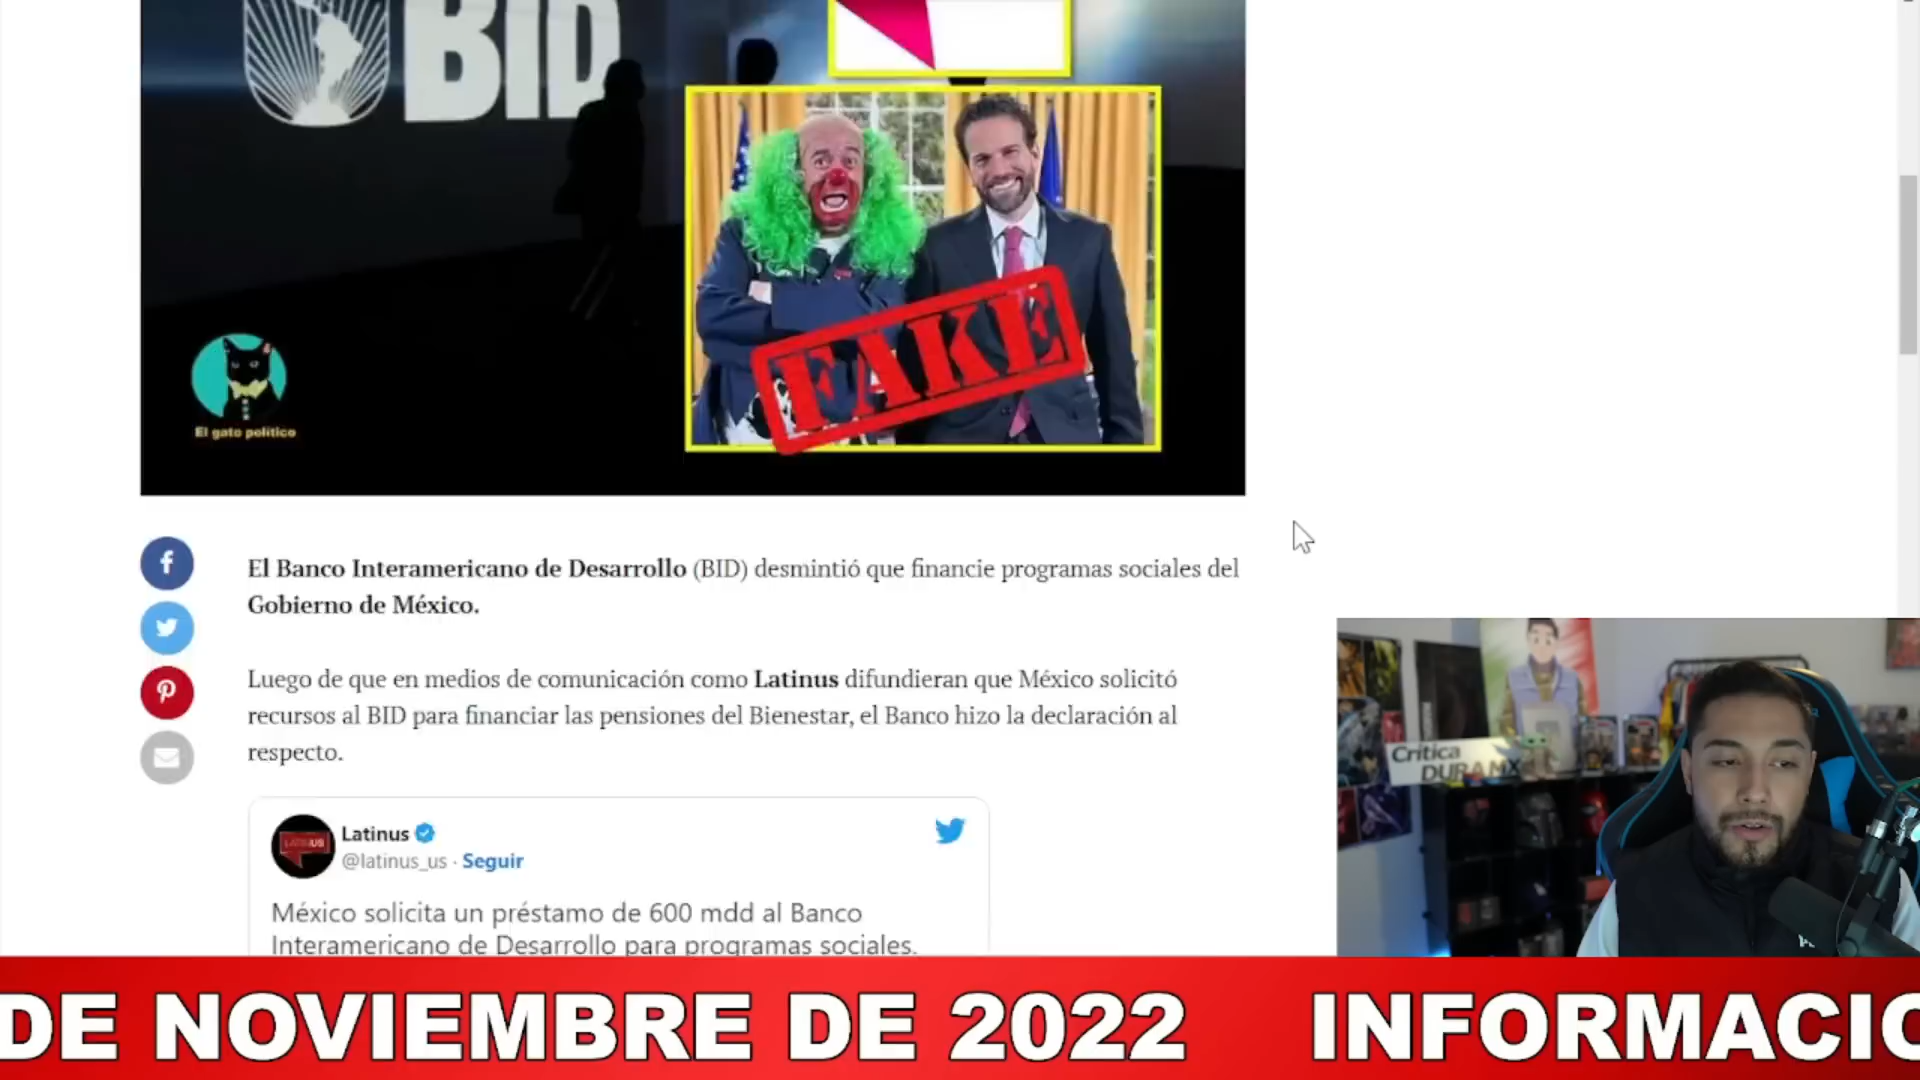 BID
FAKE
El gato político
El Banco Interamericano de Desarrollo (BID) desmintió que financie programas sociales del
Gobierno de México.
Luego de que en medios de comunicación como Latinus difundieran que México solicitó
recursos al BID para financiar las pensiones del Bienestar, el Banco hizo la declaración al
respecto.
LATINUS
Latinus
@latinus_us · Seguir
México solicita un préstamo de 600 mdd al Banco
Interamericano de Desarrollo para programas sociales.
Crítica
DURA MX
DE NOVIEMBRE DE 2022 INFORMACIO